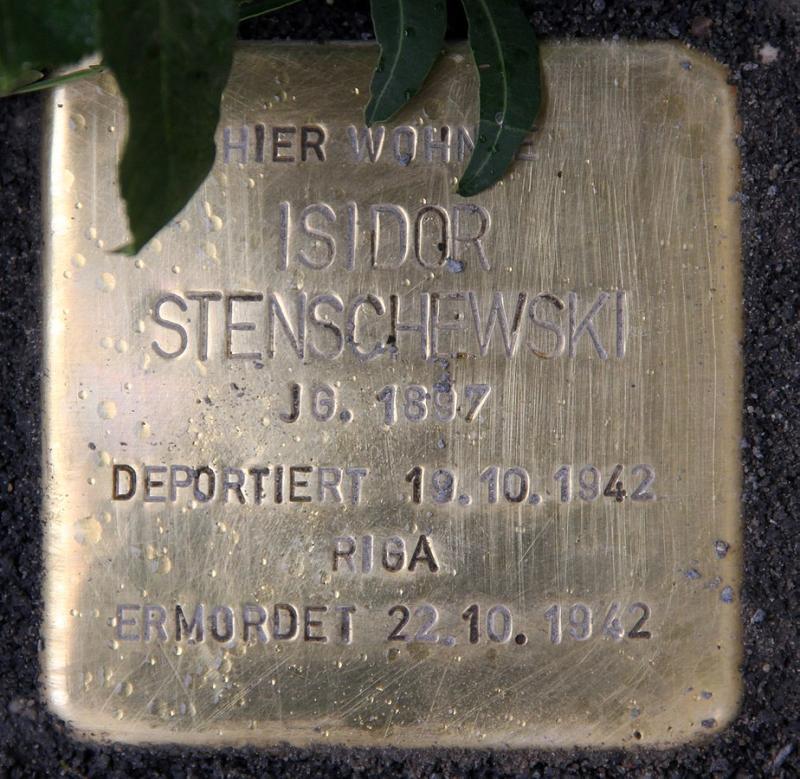 HIER WOHNTE
ISIDOR
STENSCHEWSKI
JG. 1897
DEPORTIERT 19.10.1942
RIGA
ERMORDET 22.10.1942